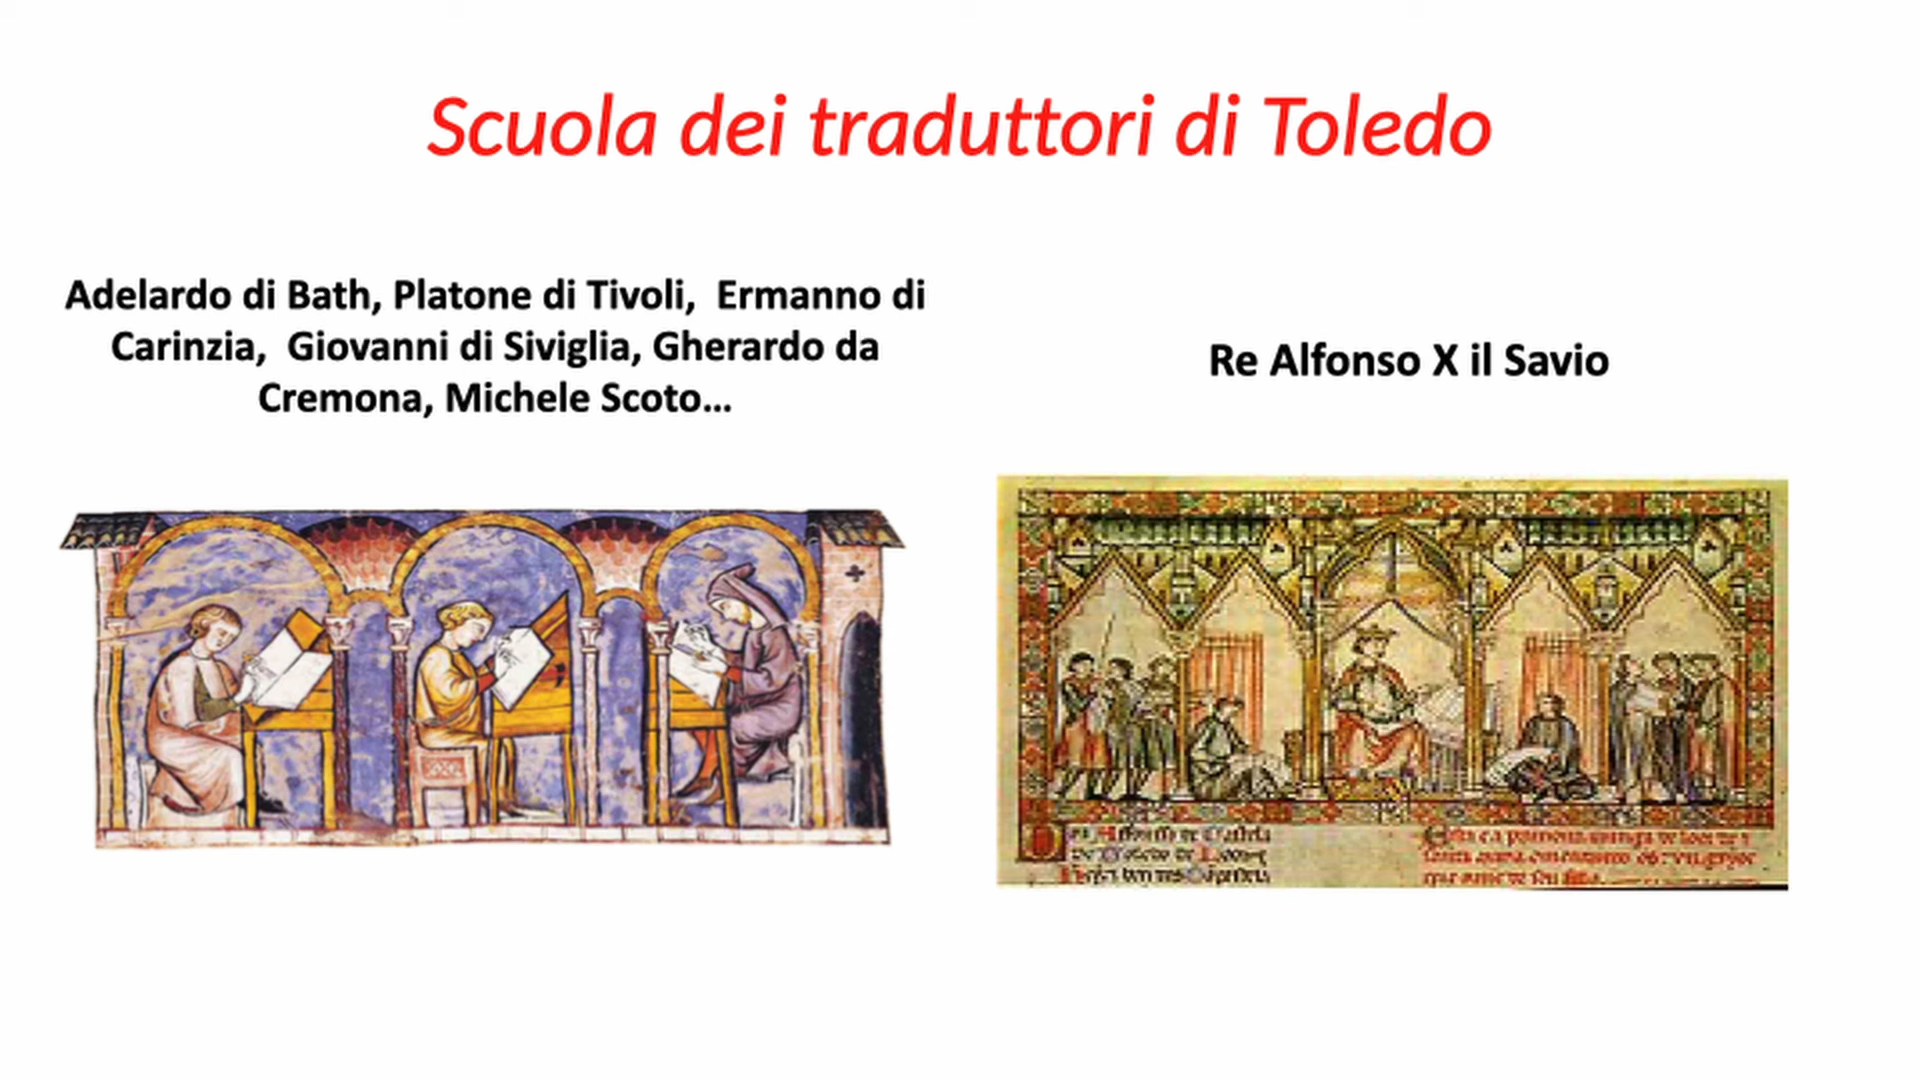 Scuola dei traduttori di Toledo
Adelardo di Bath, Platone di Tivoli, Ermanno di
Carinzia, Giovanni di Siviglia, Gherardo da
Cremona, Michele Scoto...
Re Alfonso X il Savio